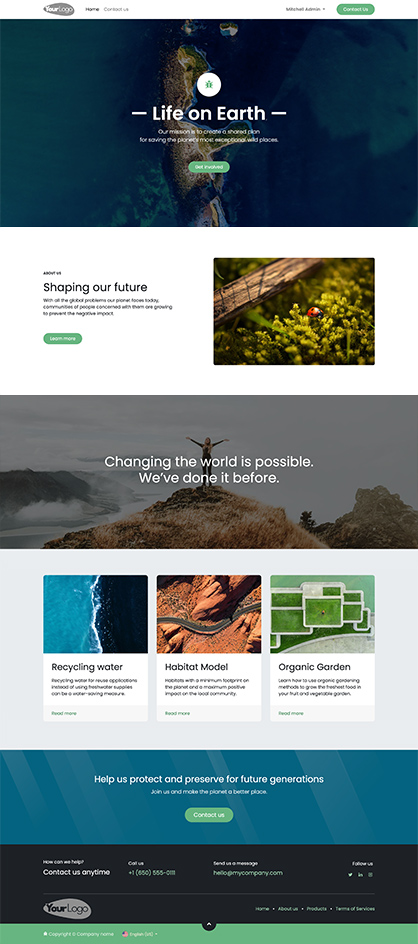 YourLogo
Home Contact us
Mitchell Admin
Contact Us
— Life on Earth —
Our mission is to create a shared plan
for saving the planet's most exceptional wild places.
Get Involved
ABOUT US
Shaping our future
With all the global problems our planet faces today,
communities of people concerned with them are growing
to prevent the negative impact.
Learn more
Changing the world is possible.
We've done it before.
Recycling water
Recycling water for reuse applications
instead of using freshwater supplies
can be a water-saving measure.
Read more
Habitat Model
Habitats with a minimum footprint on
the planet and a maximum positive
impact on the local community.
Read more
Organic Garden
Learn how to use organic gardening
methods to grow the freshest food in
your fruit and vegetable garden.
Read more
Help us protect and preserve for future generations
Join us and make the planet a better place.
Contact us
How can we help?
Contact us anytime
Call us
+1 (650) 555-0111
Send us a message
hello@mycompany.com
Follow us
YourLogo
Home • About us • Products • Terms of Services
Copyright © Company name
English (US)